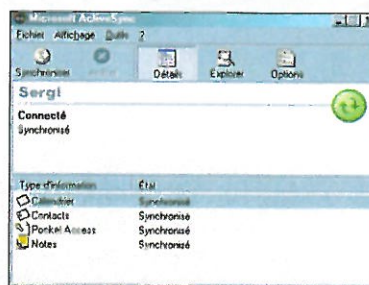 Microsoft ActiveSync
Fichier Affichage Outils ?
Synchroniser Détails Explorer Options
Sergi
Connecté
Synchronisé
Type d'information État
Calendrier Synchronisé
Contacts Synchronisé
Pocket Access Synchronisé
Notes Synchronisé